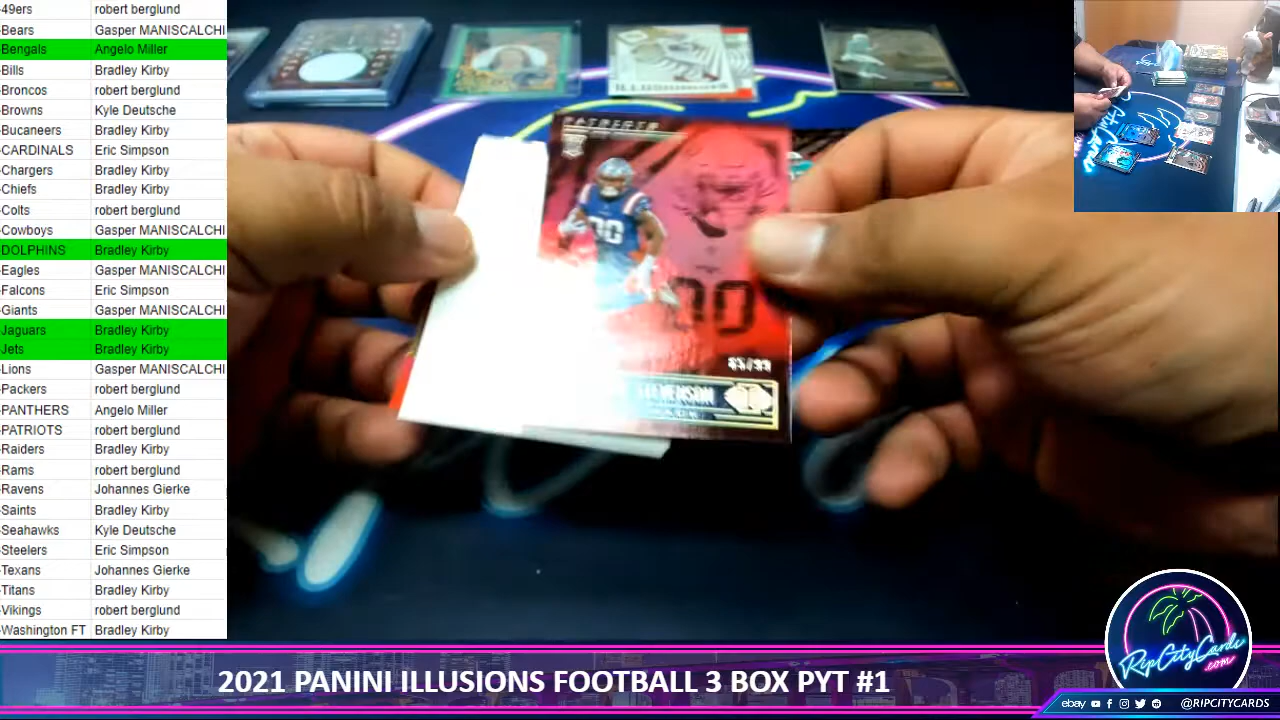 -49ers robert berglund
-Bears Gasper MANISCALCHI
-Bengals Angelo Miller
-Bills Bradley Kirby
-Broncos robert berglund
-Browns Kyle Deutsche
-Bucaneers Bradley Kirby
-CARDINALS Eric Simpson
-Chargers Bradley Kirby
-Chiefs Bradley Kirby
-Colts robert berglund
-Cowboys Gasper MANISCALCHI
-DOLPHINS Bradley Kirby
-Eagles Gasper MANISCALCHI
-Falcons Eric Simpson
-Giants Gasper MANISCALCHI
-Jaguars Bradley Kirby
-Jets Bradley Kirby
-Lions Gasper MANISCALCHI
-Packers robert berglund
-PANTHERS Angelo Miller
-PATRIOTS robert berglund
-Raiders Bradley Kirby
-Rams robert berglund
-Ravens Johannes Gierke
-Saints Bradley Kirby
-Seahawks Kyle Deutsche
-Steelers Eric Simpson
-Texans Johannes Gierke
-Titans Bradley Kirby
-Vikings robert berglund
-Washington FT Bradley Kirby
PATRIOTS
STEVENSON
RipCityCards
.com
2021 PANINI ILLUSIONS FOOTBALL 3 BOX PYT #1
ebay @RIPCITYCARDS